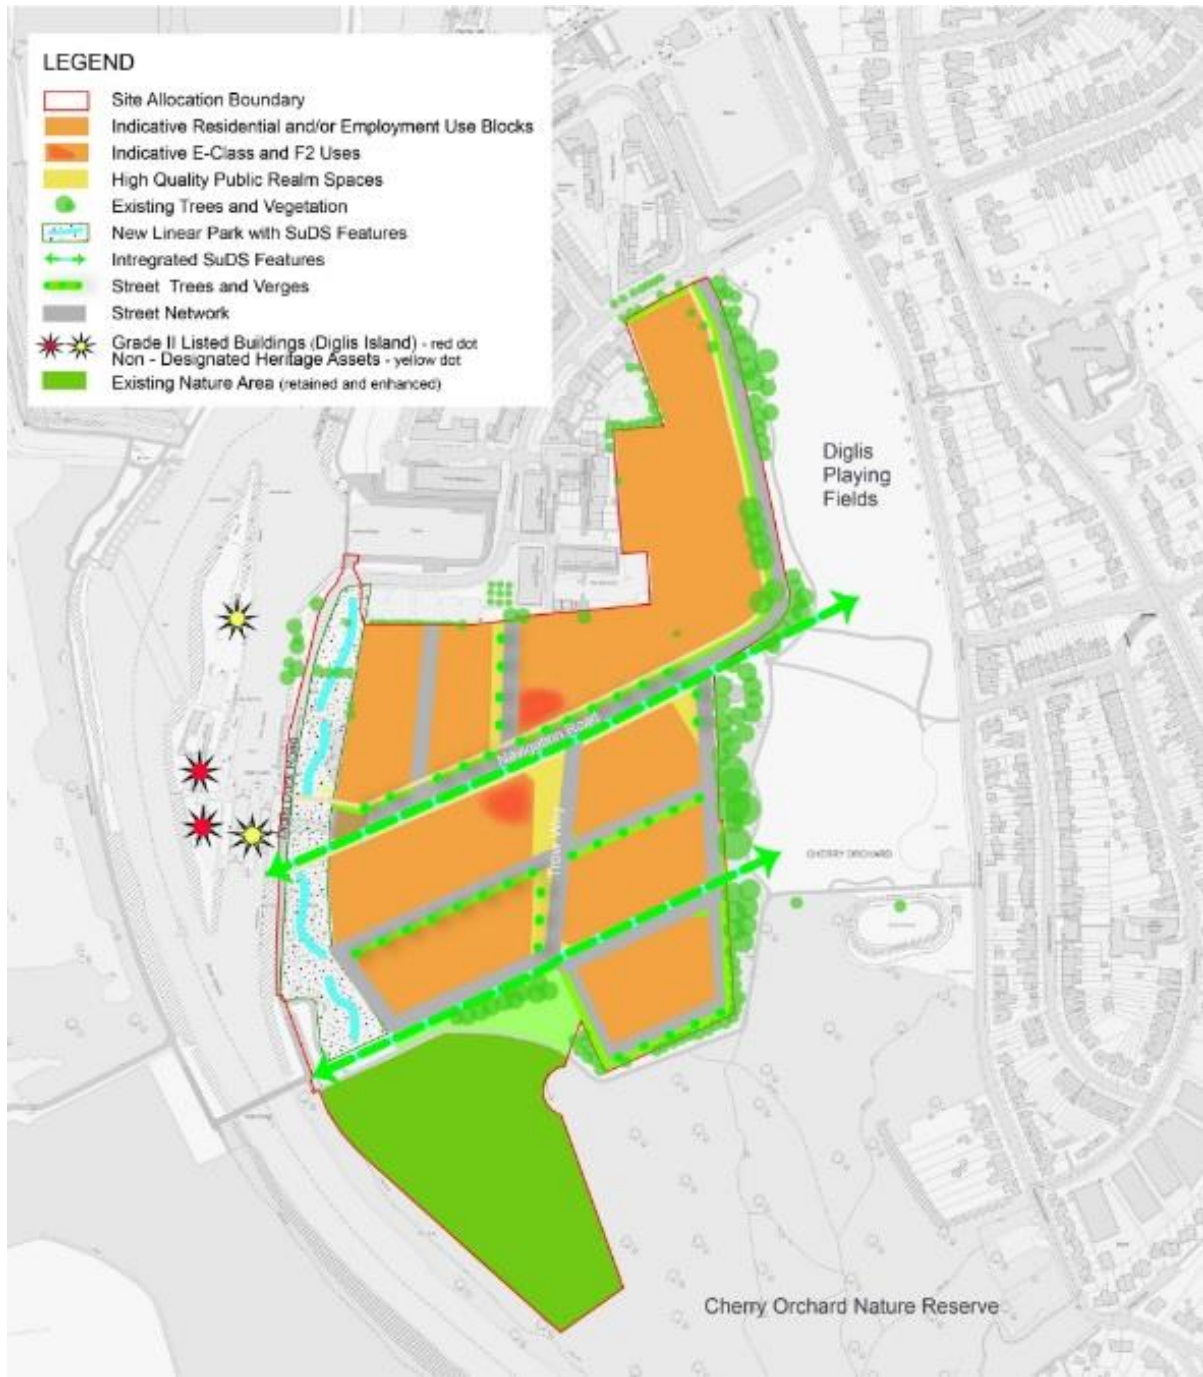 LEGEND
Site Allocation Boundary
Indicative Residential and/or Employment Use Blocks
Indicative E-Class and F2 Uses
High Quality Public Realm Spaces
Existing Trees and Vegetation
New Linear Park with SuDS Features
Intregrated SuDS Features
Street Trees and Verges
Street Network
Grade II Listed Buildings (Diglis Island) - red dot
Non - Designated Heritage Assets - yellow dot
Existing Nature Area (retained and enhanced)
Diglis
Playing
Fields
Navigation Road
Trow Way
CHERRY ORCHARD
Cherry Orchard Nature Reserve